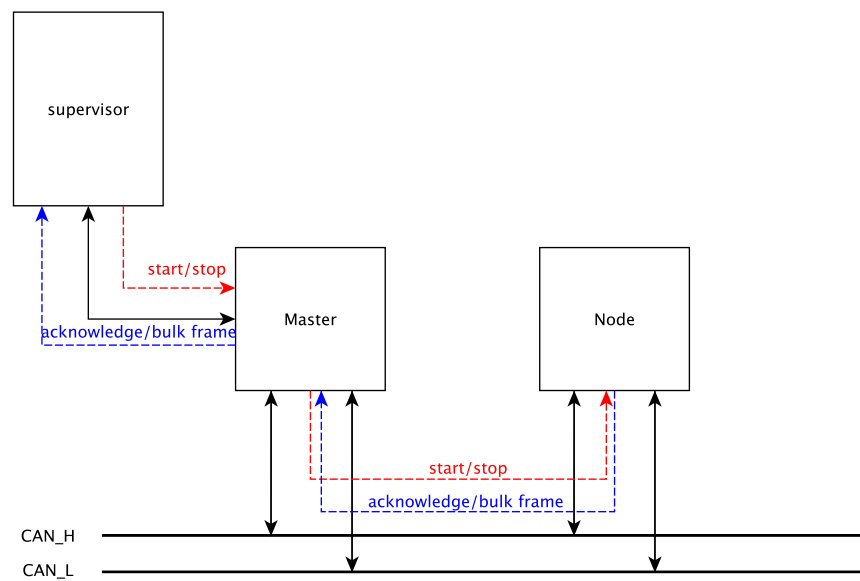 supervisor
start/stop
acknowledge/bulk frame
Master
Node
start/stop
acknowledge/bulk frame
CAN_H
CAN_L